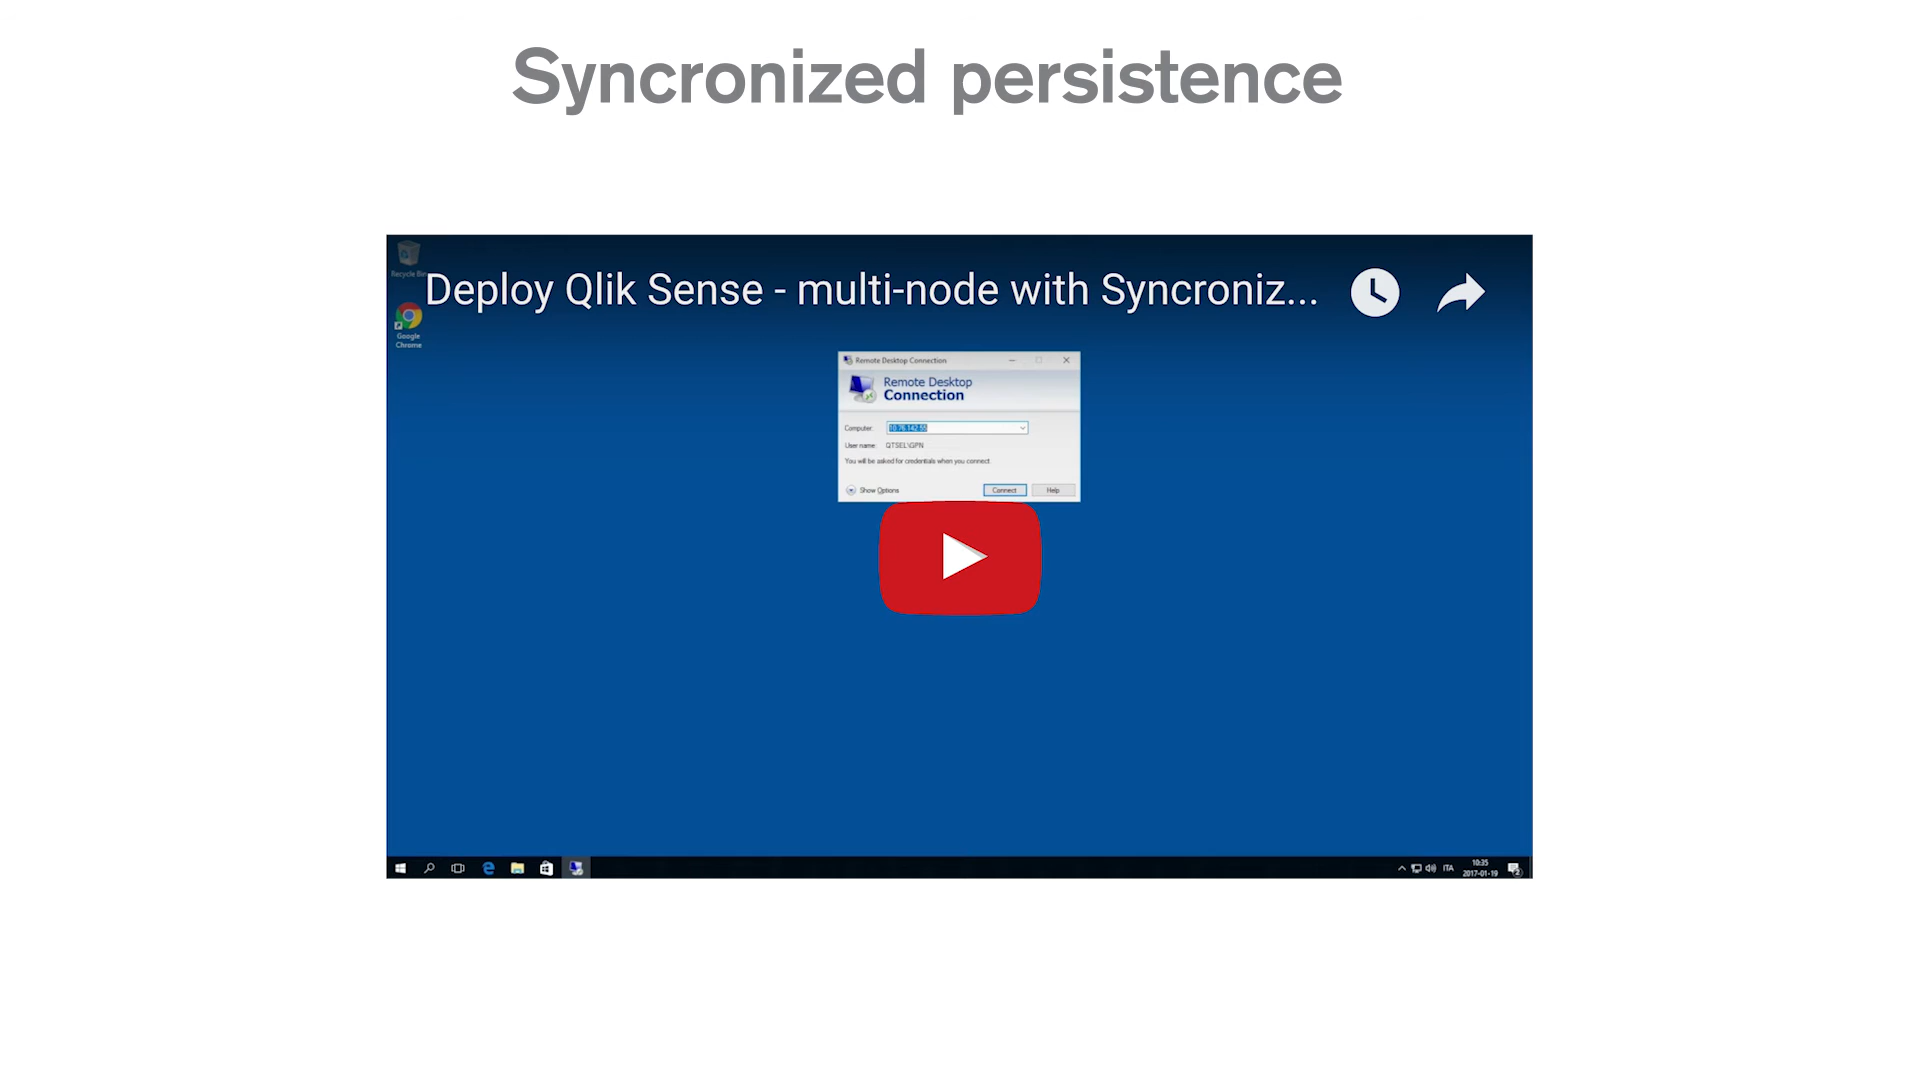 Syncronized persistence
Recycle Bin
Deploy Qlik Sense - multi-node with Syncroniz...
Google
Chrome
Remote Desktop Connection
Remote Desktop
Connection
Computer: 10.76.142.55
User name: QTSEL\GPN
You will be asked for credentials when you connect
Show Options Connect Help
ITA 10:35
2017-01-19
2